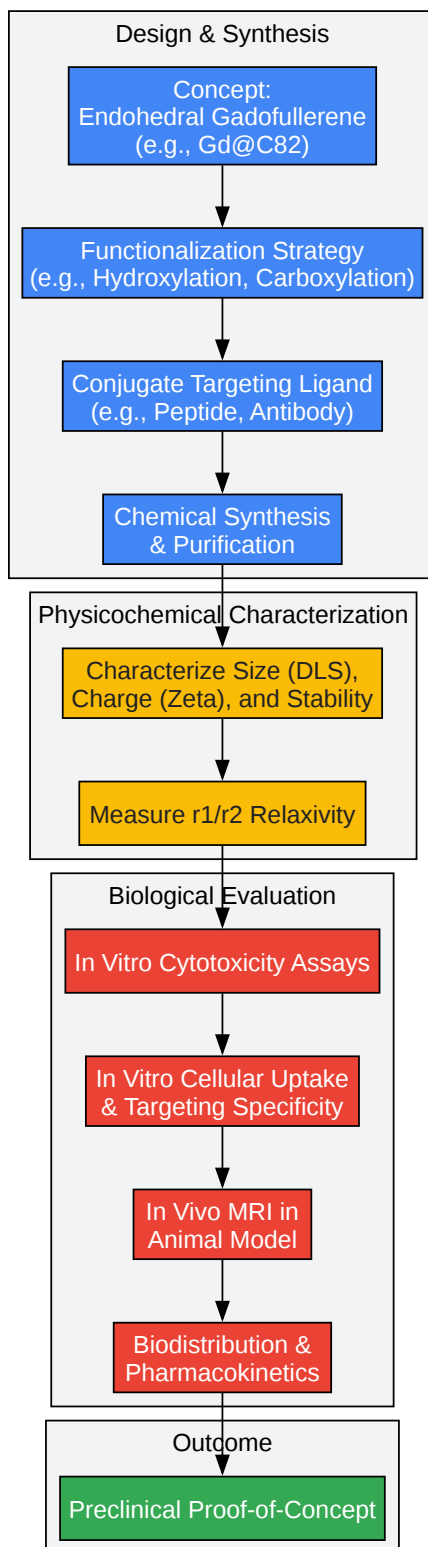 Design & Synthesis
Concept:
Endohedral Gadofullerene
(e.g., Gd@C82)
Functionalization Strategy
(e.g., Hydroxylation, Carboxylation)
Conjugate Targeting Ligand
(e.g., Peptide, Antibody)
Chemical Synthesis
& Purification
Physicochemical Characterization
Characterize Size (DLS),
Charge (Zeta), and Stability
Measure r1/r2 Relaxivity
Biological Evaluation
In Vitro Cytotoxicity Assays
In Vitro Cellular Uptake
& Targeting Specificity
In Vivo MRI in
Animal Model
Biodistribution &
Pharmacokinetics
Outcome
Preclinical Proof-of-Concept